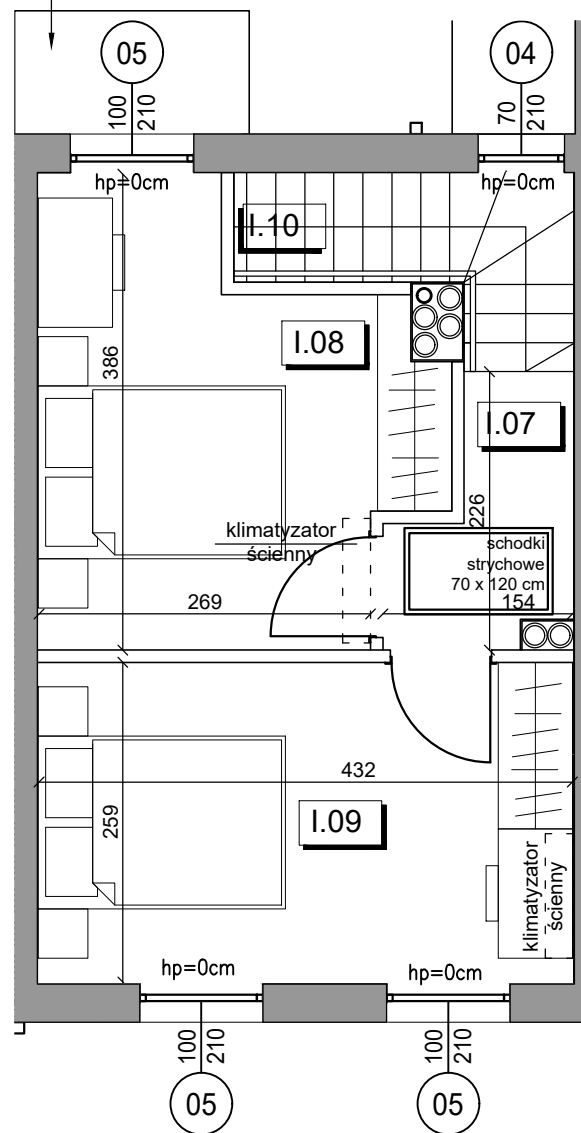 05
04
100
210
70
210
hp=0cm
hp=0cm
I.10
I.08
386
I.07
226
klimatyzator
ścienny
schodki
strychowe
70 x 120 cm
269
154
432
259
I.09
klimatyzator
ścienny
hp=0cm
hp=0cm
100
210
100
210
05
05